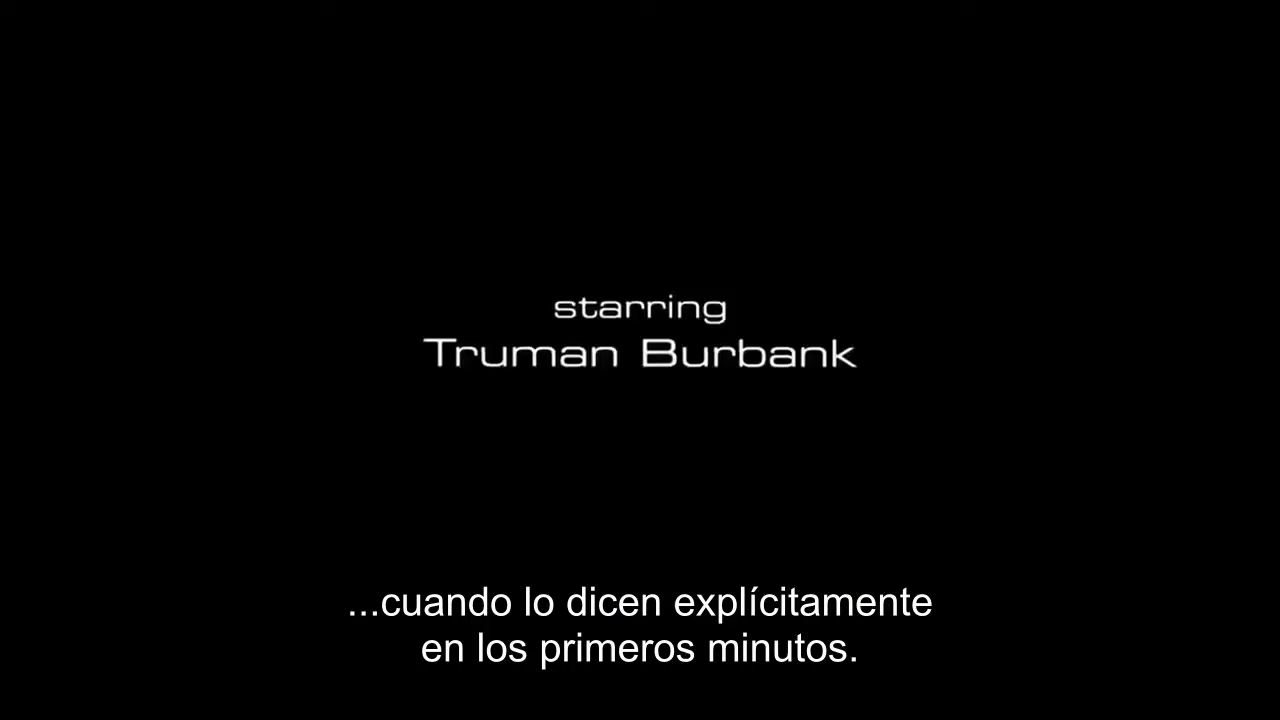 starring
Truman Burbank
...cuando lo dicen explícitamente
en los primeros minutos.